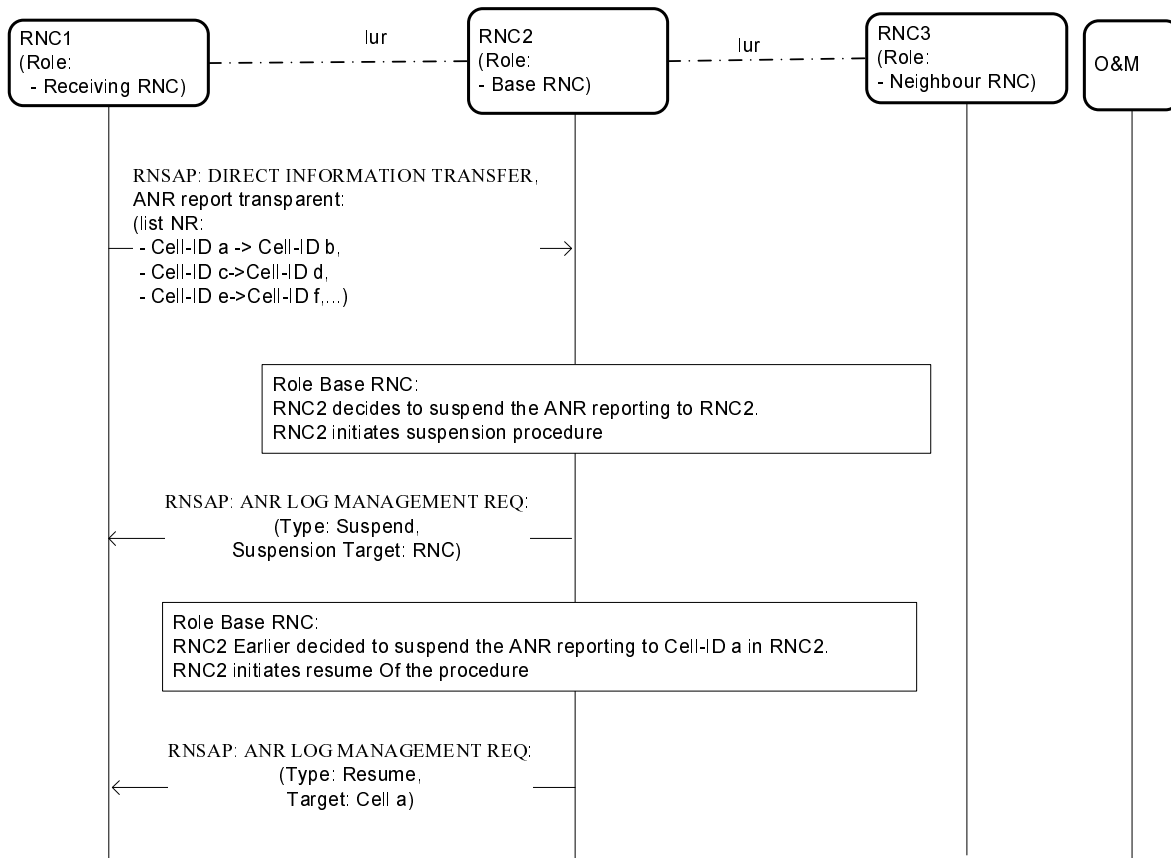 RNC1
(Role:
- Receiving RNC)
Iur
RNC2
(Role:
- Base RNC)
Iur
RNC3
(Role:
- Neighbour RNC)
O&M
RNSAP: DIRECT INFORMATION TRANSFER,
ANR report transparent:
(list NR:
- Cell-ID a -> Cell-ID b,
- Cell-ID c->Cell-ID d,
- Cell-ID e->Cell-ID f,...)
Role Base RNC:
RNC2 decides to suspend the ANR reporting to RNC2.
RNC2 initiates suspension procedure
RNSAP: ANR LOG MANAGEMENT REQ:
(Type: Suspend,
Suspension Target: RNC)
Role Base RNC:
RNC2 Earlier decided to suspend the ANR reporting to Cell-ID a in RNC2.
RNC2 initiates resume Of the procedure
RNSAP: ANR LOG MANAGEMENT REQ:
(Type: Resume,
Target: Cell a)